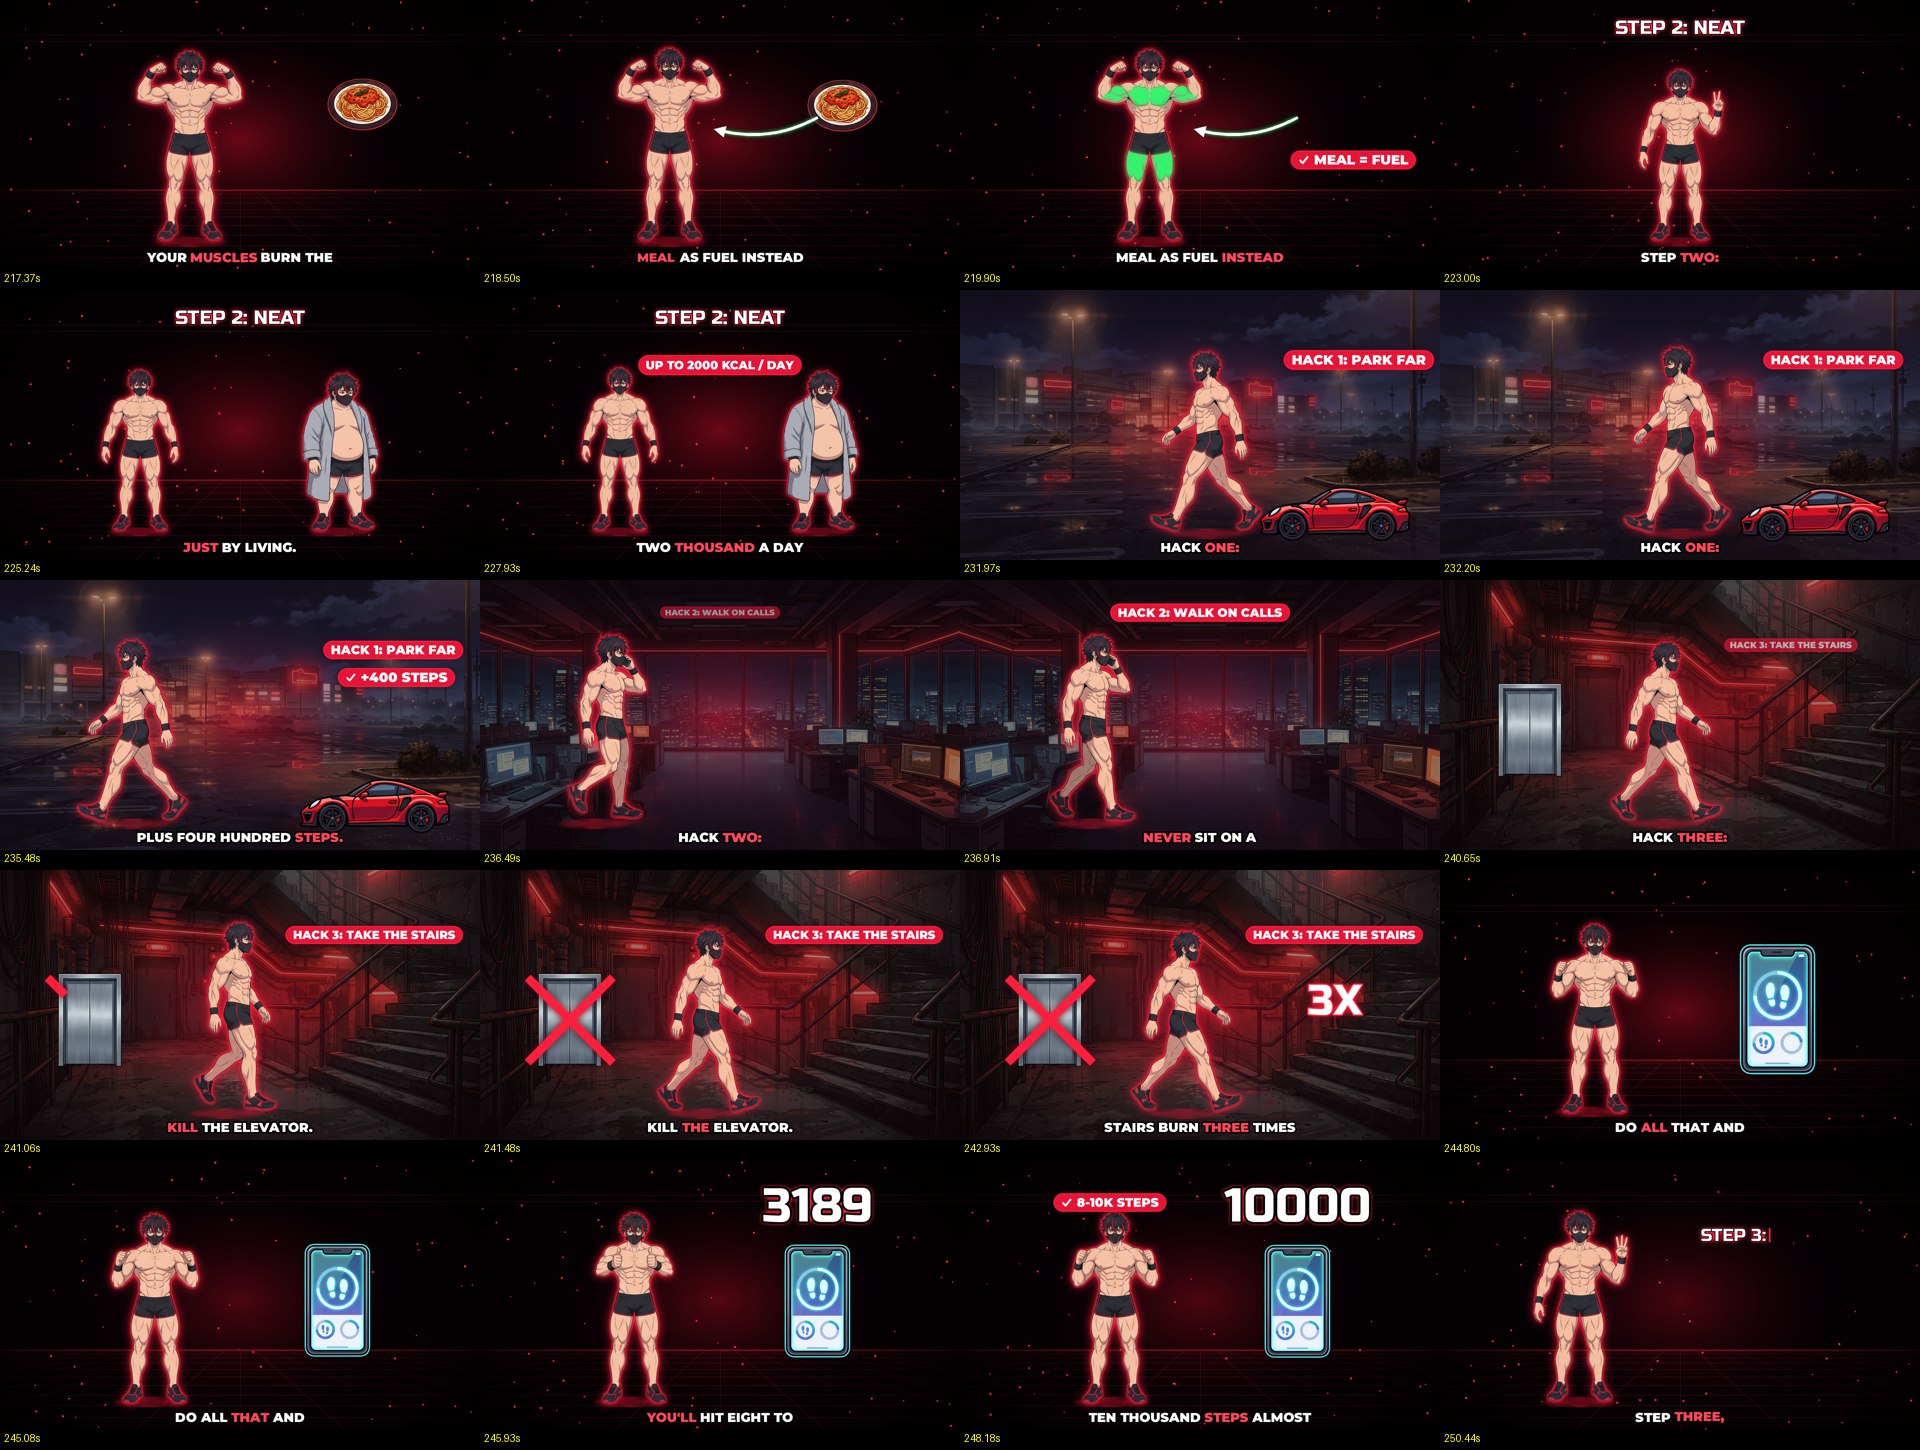 YOUR MUSCLES BURN THE
217.37s
MEAL AS FUEL INSTEAD
218.50s
✓ MEAL = FUEL
MEAL AS FUEL INSTEAD
219.90s
STEP 2: NEAT
STEP TWO:
223.00s
STEP 2: NEAT
JUST BY LIVING.
225.24s
STEP 2: NEAT
UP TO 2000 KCAL / DAY
TWO THOUSAND A DAY
227.93s
HACK 1: PARK FAR
HACK ONE:
231.97s
HACK 1: PARK FAR
HACK ONE:
232.20s
HACK 1: PARK FAR
✓ +400 STEPS
PLUS FOUR HUNDRED STEPS.
235.48s
HACK 2: WALK ON CALLS
HACK TWO:
236.49s
HACK 2: WALK ON CALLS
NEVER SIT ON A
236.91s
HACK 3: TAKE THE STAIRS
HACK THREE:
240.65s
HACK 3: TAKE THE STAIRS
KILL THE ELEVATOR.
241.06s
HACK 3: TAKE THE STAIRS
KILL THE ELEVATOR.
241.48s
HACK 3: TAKE THE STAIRS
3X
STAIRS BURN THREE TIMES
242.93s
DO ALL THAT AND
244.80s
DO ALL THAT AND
245.08s
3189
YOU'LL HIT EIGHT TO
245.93s
✓ 8-10K STEPS
10000
TEN THOUSAND STEPS ALMOST
248.18s
STEP 3:
STEP THREE,
250.44s